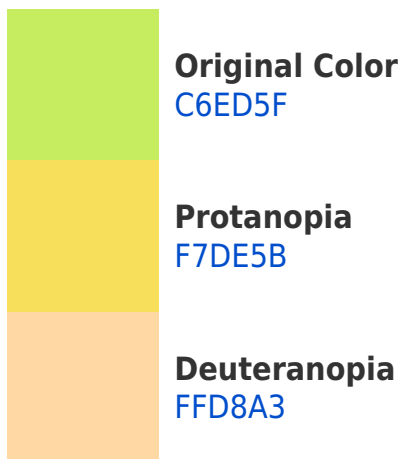 Original Color
C6ED5F
Protanopia
F7DE5B
Deuteranopia
FFD8A3